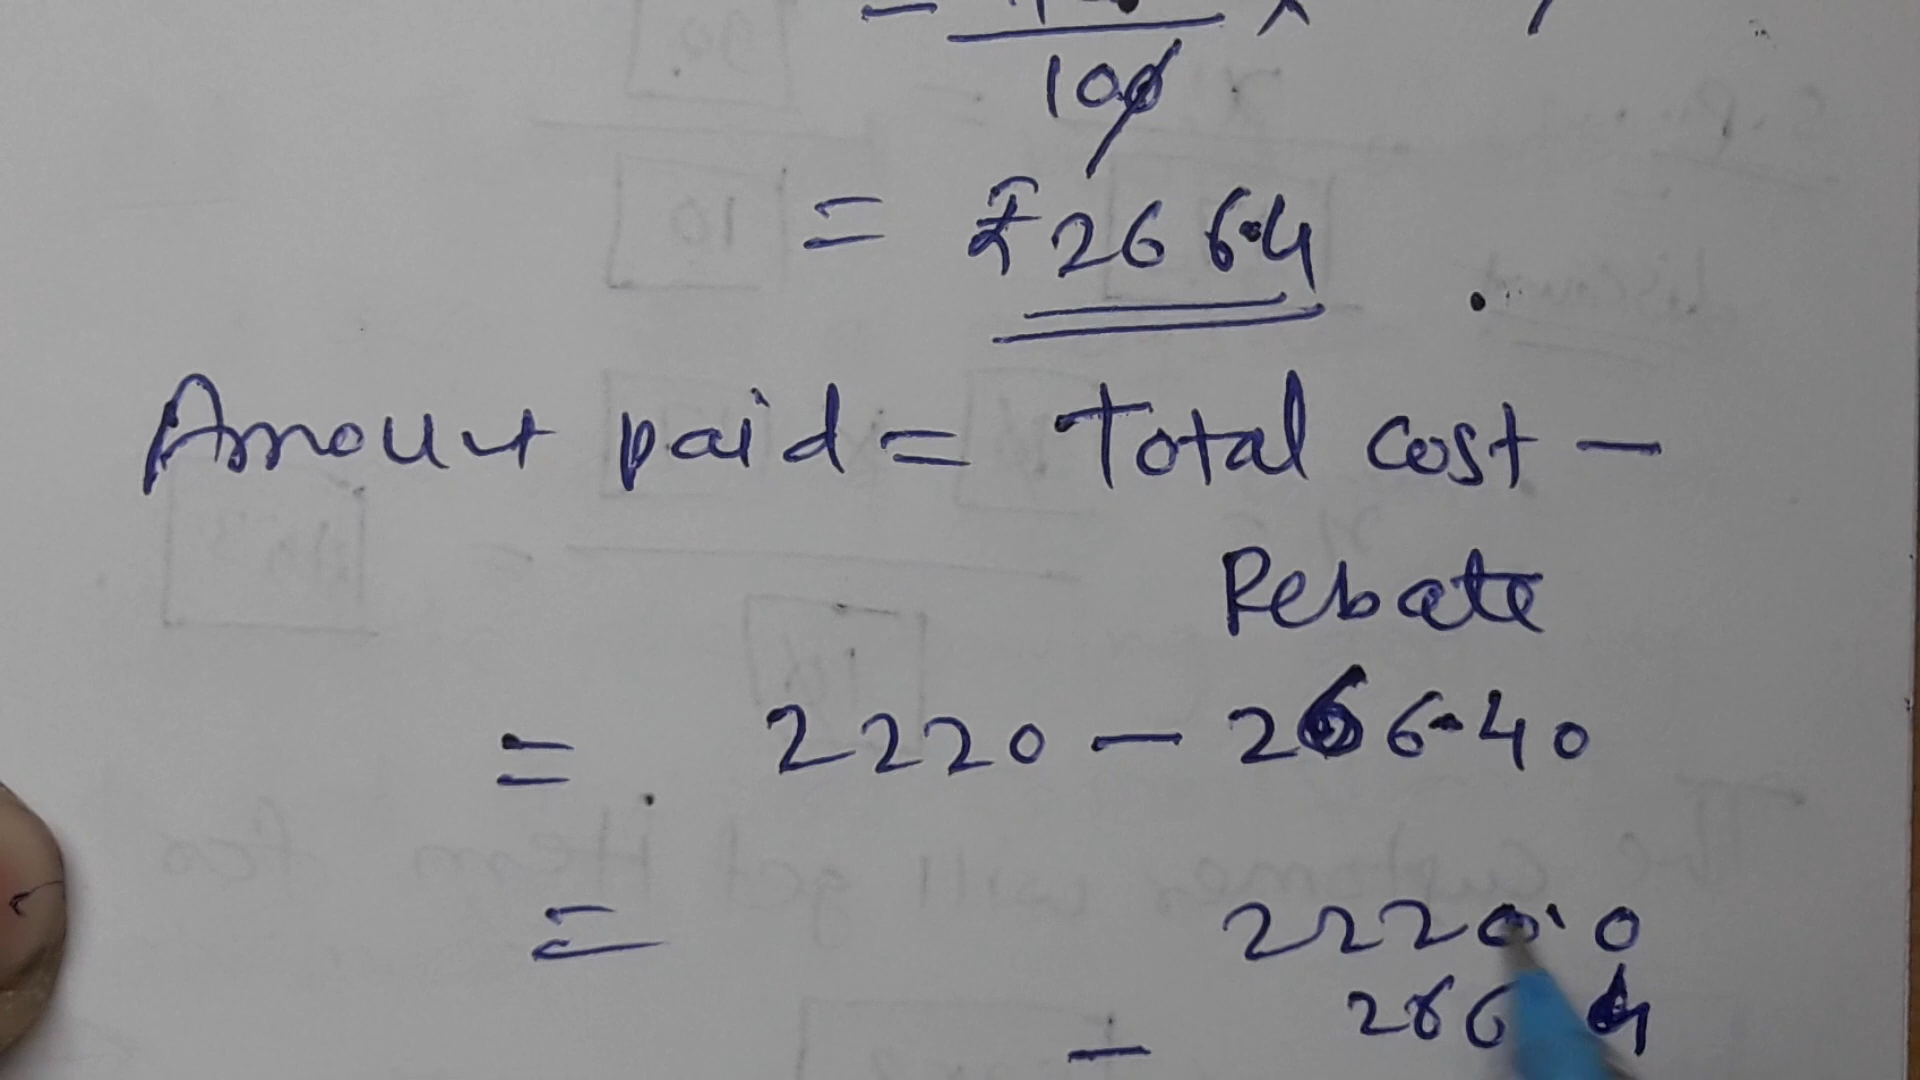 100
= ₹266.4
Amount paid = Total cost -
Rebate
= 2220 - 266.40
= 2220.0
- 266 4